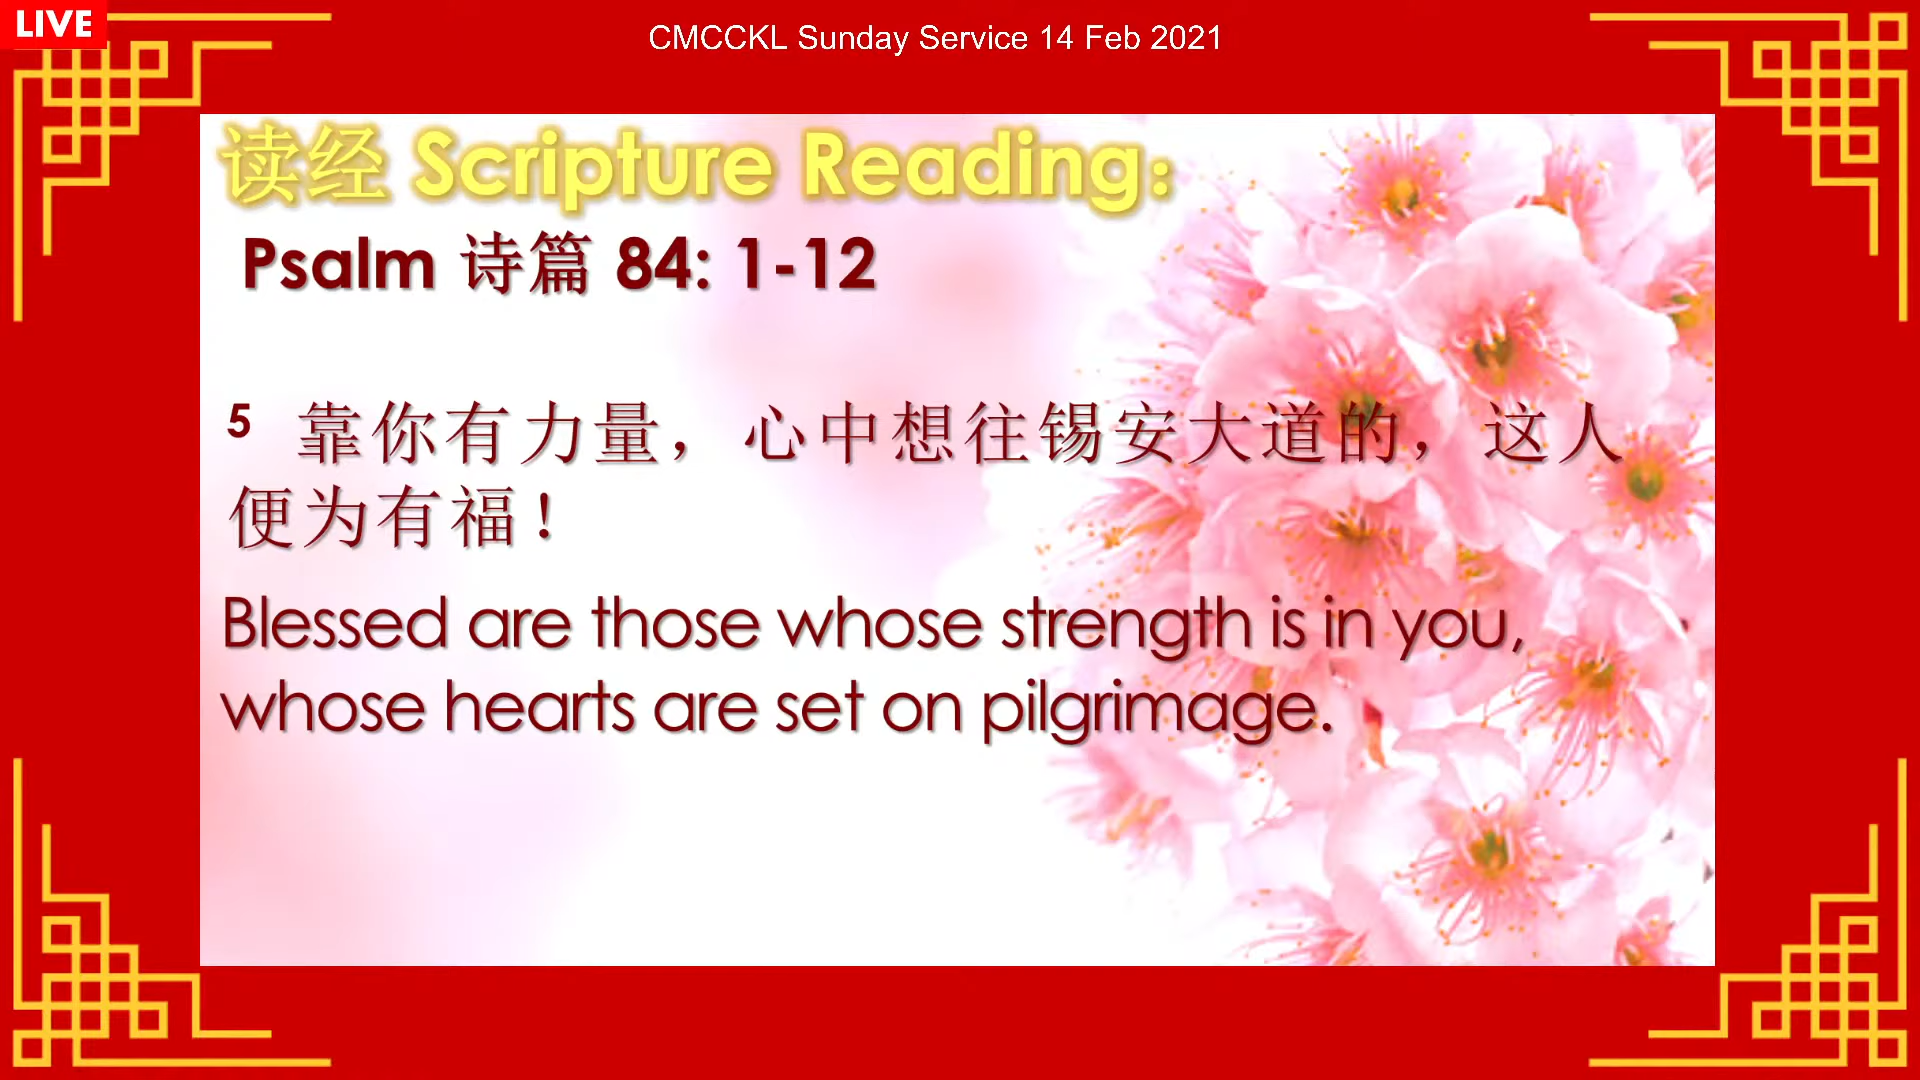 LIVE
CMCCKL Sunday Service 14 Feb 2021
读经 Scripture Reading:
Psalm 诗篇 84: 1-12
5 靠你有力量，心中想往锡安大道的，这人
便为有福！
Blessed are those whose strength is in you,
whose hearts are set on pilgrimage.